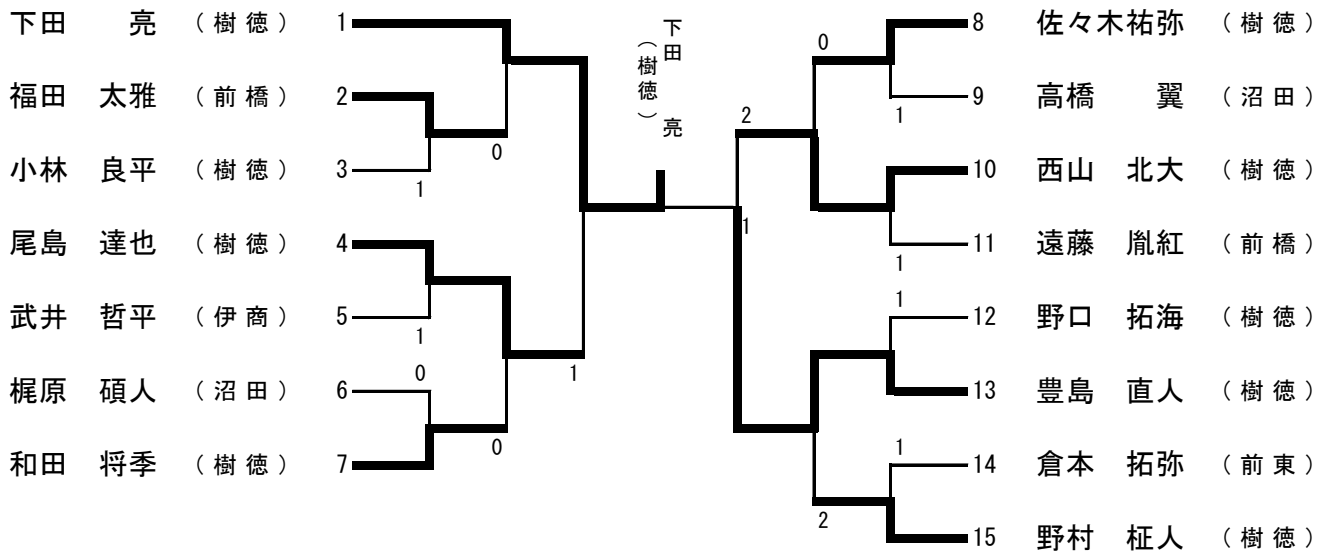 下田 亮 （樹徳） 1
福田 太雅 （前橋） 2
小林 良平 （樹徳） 3
尾島 達也 （樹徳） 4
武井 哲平 （伊商） 5
梶原 碩人 （沼田） 6
和田 将季 （樹徳） 7
0
1
1
0
0
1
下田 亮
（樹徳）
2
1
0
1
1
1
1
2
8 佐々木祐弥 （樹徳）
9 高橋 翼 （沼田）
10 西山 北大 （樹徳）
11 遠藤 胤紅 （前橋）
12 野口 拓海 （樹徳）
13 豊島 直人 （樹徳）
14 倉本 拓弥 （前東）
15 野村 柾人 （樹徳）